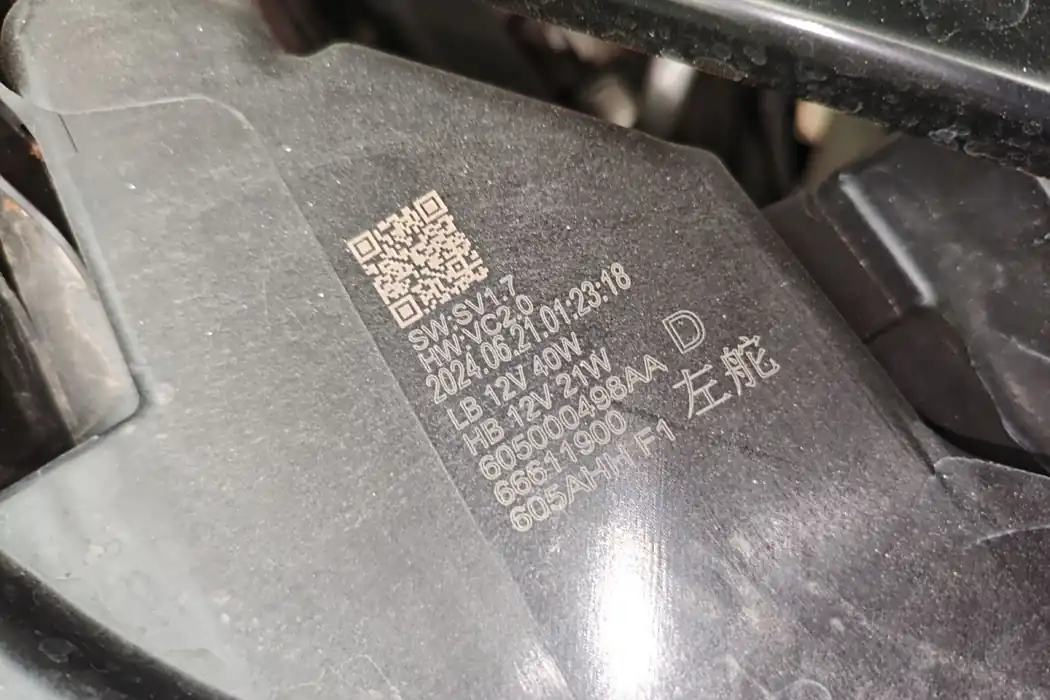 SW:SV1.7
HW:VC2.0
2024.06.21.01:23:18
LB 12V 40W
HB 12V 21W
605000498AA D
66611900 左舵
605AHH F1